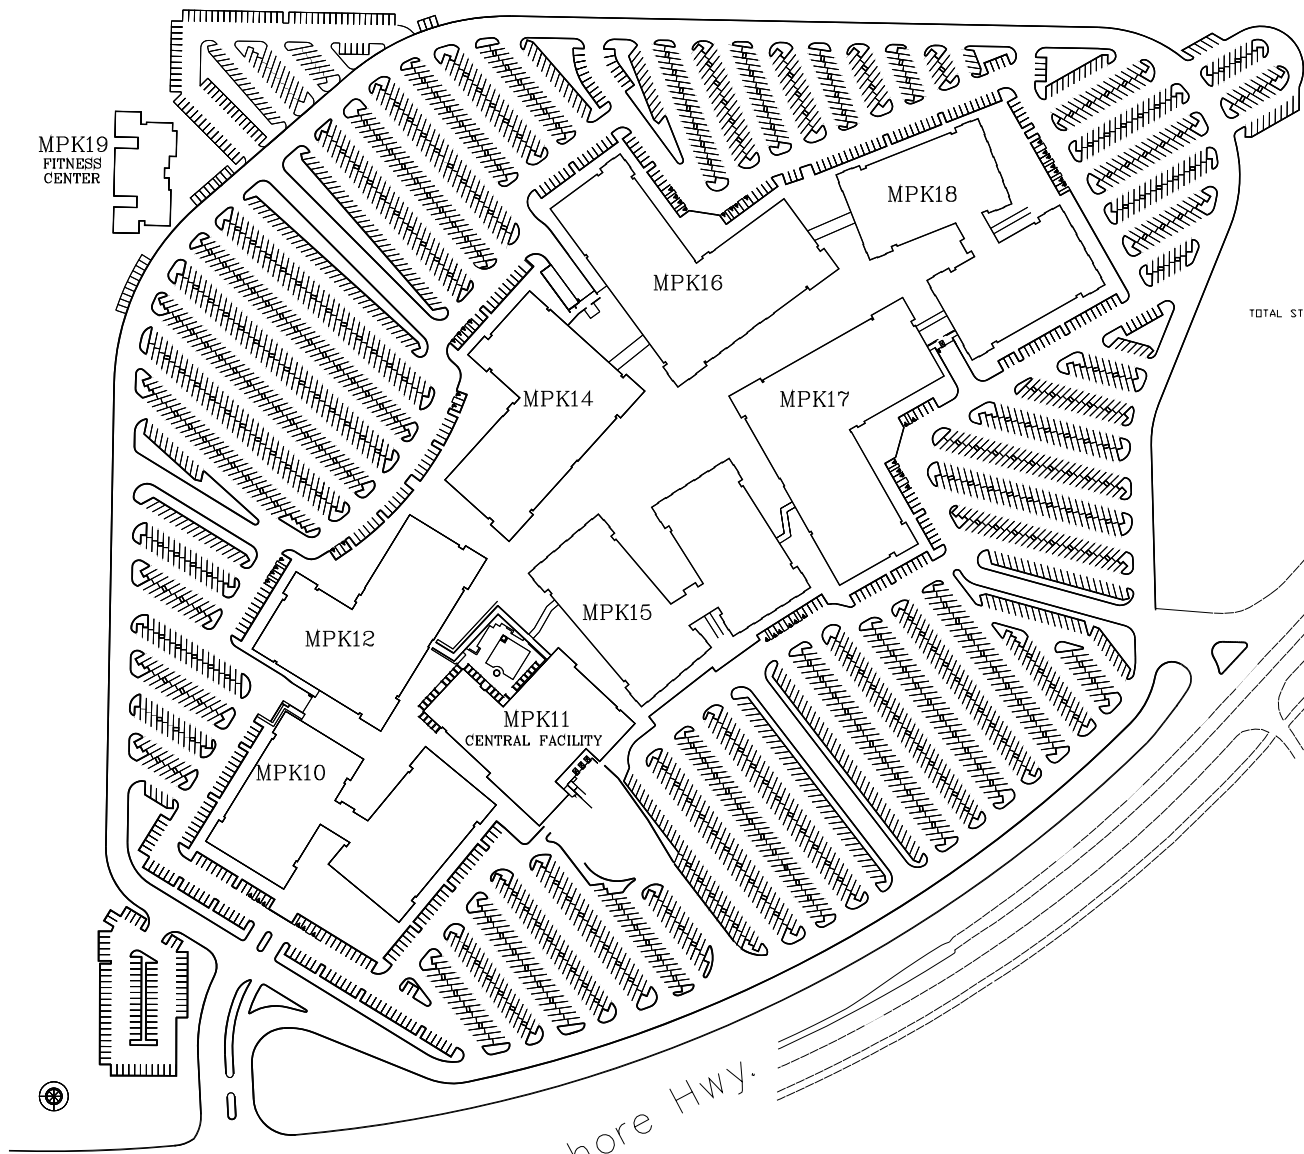 MPK19
FITNESS
CENTER
MPK18
MPK16
TOTAL ST
MPK14
MPK17
MPK15
MPK12
MPK11
CENTRAL FACILITY
MPK10
hore Hwy.